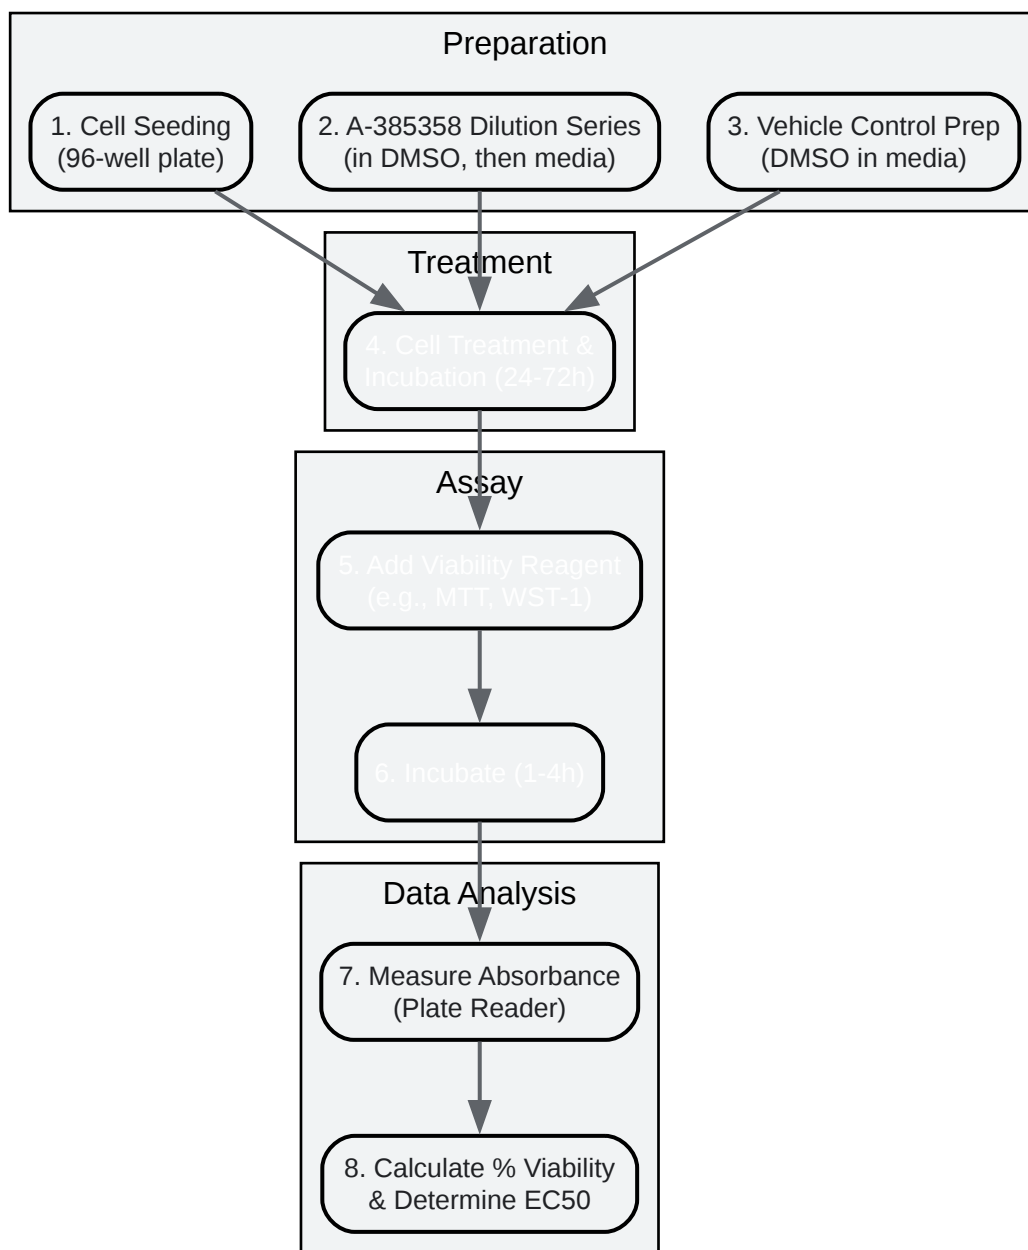 Preparation
1. Cell Seeding
(96-well plate)
2. A-385358 Dilution Series
(in DMSO, then media)
3. Vehicle Control Prep
(DMSO in media)
Treatment
4. Cell Treatment &
Incubation (24-72h)
Assay
5. Add Viability Reagent
(e.g., MTT, WST-1)
6. Incubate (1-4h)
Data Analysis
7. Measure Absorbance
(Plate Reader)
8. Calculate % Viability
& Determine EC50